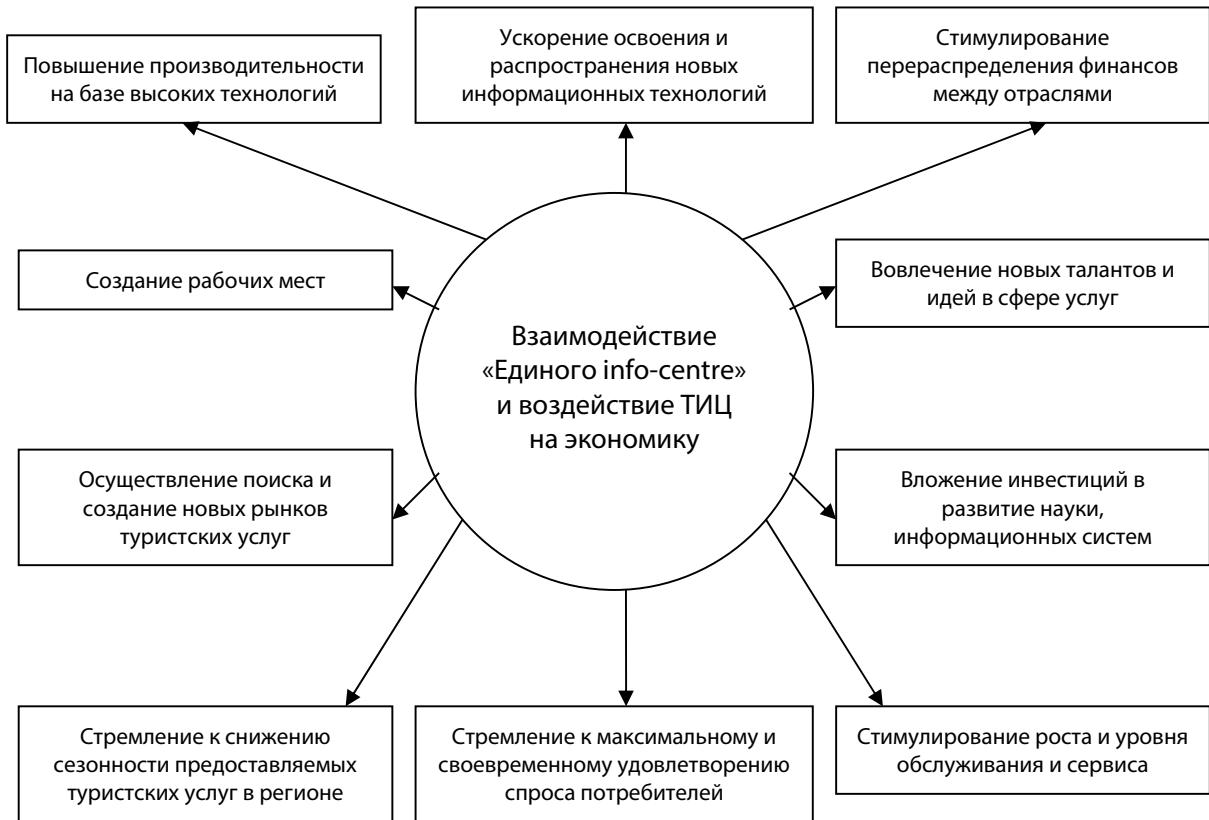 Повышение производительности
на базе высоких технологий
Ускорение освоения и
распространения новых
информационных технологий
Стимулирование
перераспределения финансов
между отраслями
Создание рабочих мест
Вовлечение новых талантов и
идей в сфере услуг
Взаимодействие
«Единого info-centre»
и воздействие ТИЦ
на экономику
Осуществление поиска и
создание новых рынков
туристских услуг
Вложение инвестиций в
развитие науки,
информационных систем
Стремление к снижению
сезонности предоставляемых
туристских услуг в регионе
Стремление к максимальному и
своевременному удовлетворению
спроса потребителей
Стимулирование роста и уровня
обслуживания и сервиса